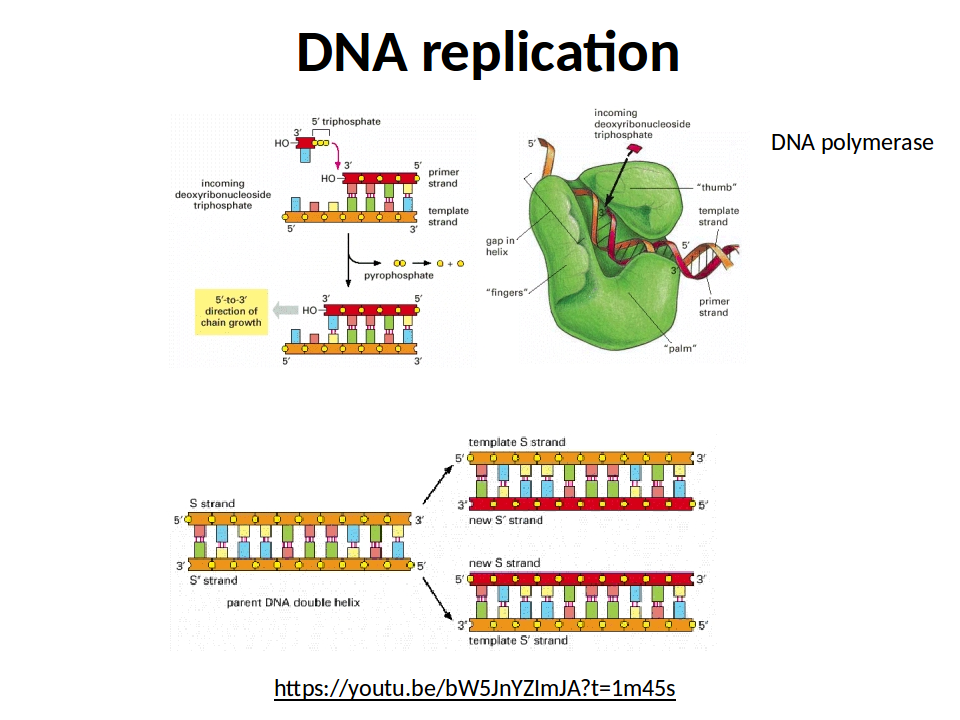 DNA replication
5′ triphosphate
3′
HO
3′
5′
HO
primer
strand
incoming
deoxyribonucleoside
triphosphate
template
strand
5′
3′
pyrophosphate
+
5′-to-3′
direction of
chain growth
3′
5′
HO
5′
3′
incoming
deoxyribonucleoside
triphosphate
5′
"thumb"
template
strand
gap in
helix
5′
3′
"fingers"
primer
strand
"palm"
DNA polymerase
S strand
5′
3′
3′
5′
S′ strand
parent DNA double helix
template S strand
5′
3′
3′
5′
new S′ strand
new S strand
5′
3′
3′
5′
template S′ strand
https://youtu.be/bW5JnYZImJA?t=1m45s